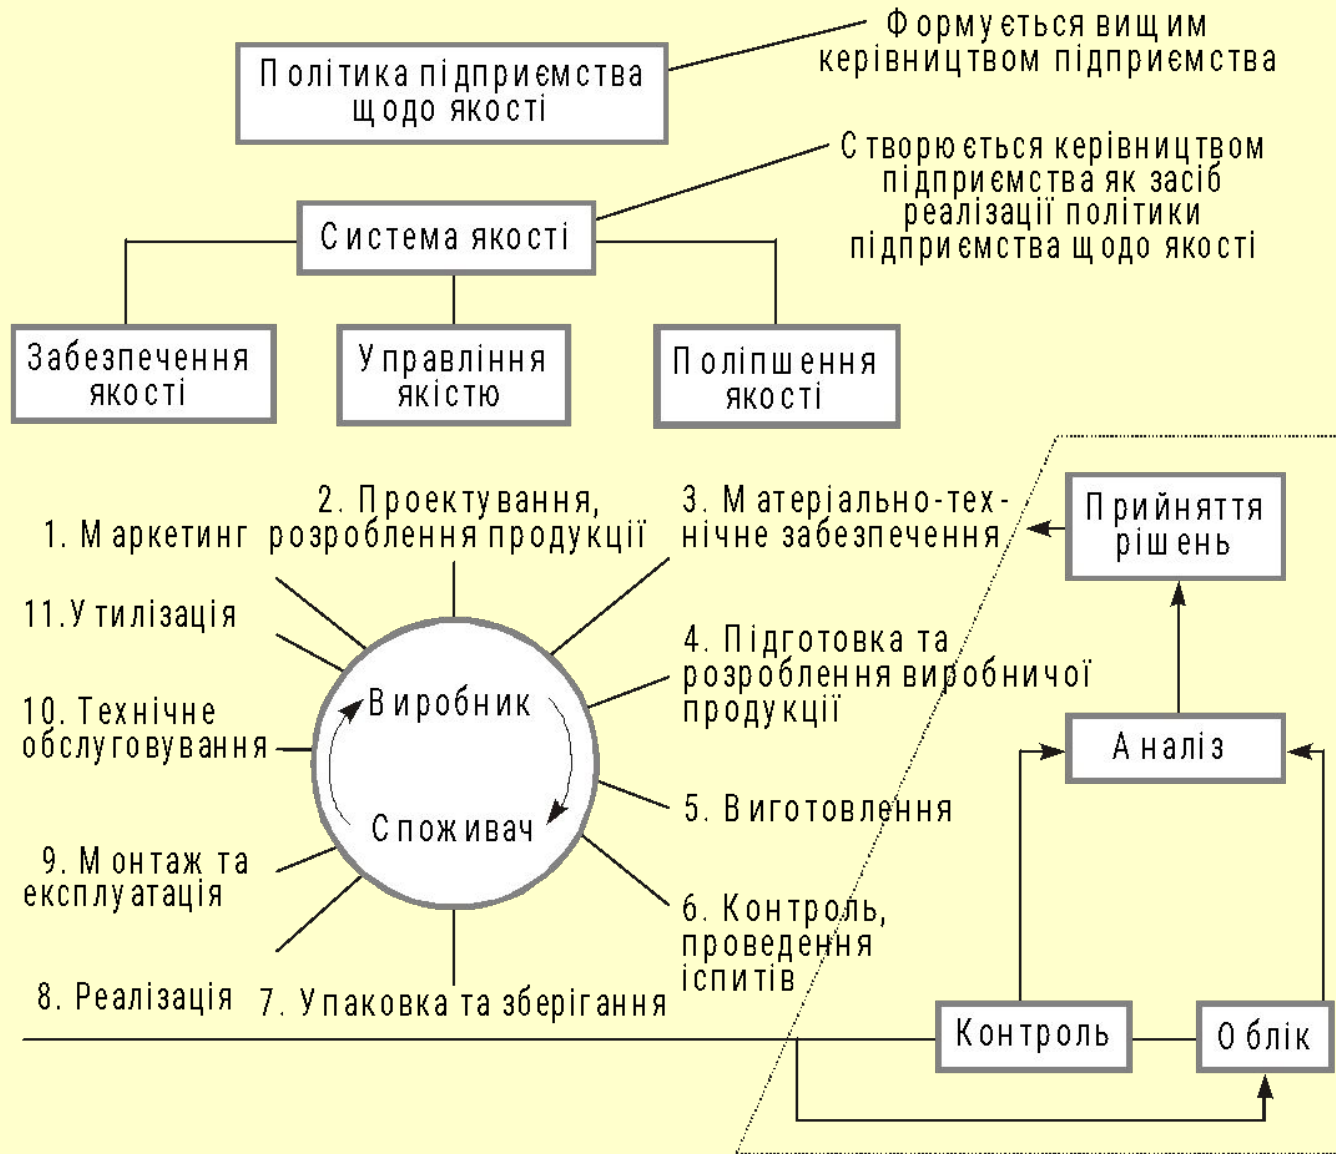 Політика підприємства
щодо якості
Формується вищим
керівництвом підприємства
Створюється керівництвом
підприємства як засіб
реалізації політики
підприємства щодо якості
Система якості
Забезпечення
якості
Управління
якістю
Поліпшення
якості
1. Маркетинг
2. Проектування,
розроблення продукції
3. Матеріально-тех-
нічне забезпечення
4. Підготовка та
розроблення виробничої
продукції
5. Виготовлення
6. Контроль,
проведення
іспитів
7. Упаковка та зберігання
8. Реалізація
9. Монтаж та
експлуатація
10. Технічне
обслуговування
11.Утилізація
Виробник
Споживач
Прийняття
рішень
Аналіз
Контроль
Облік